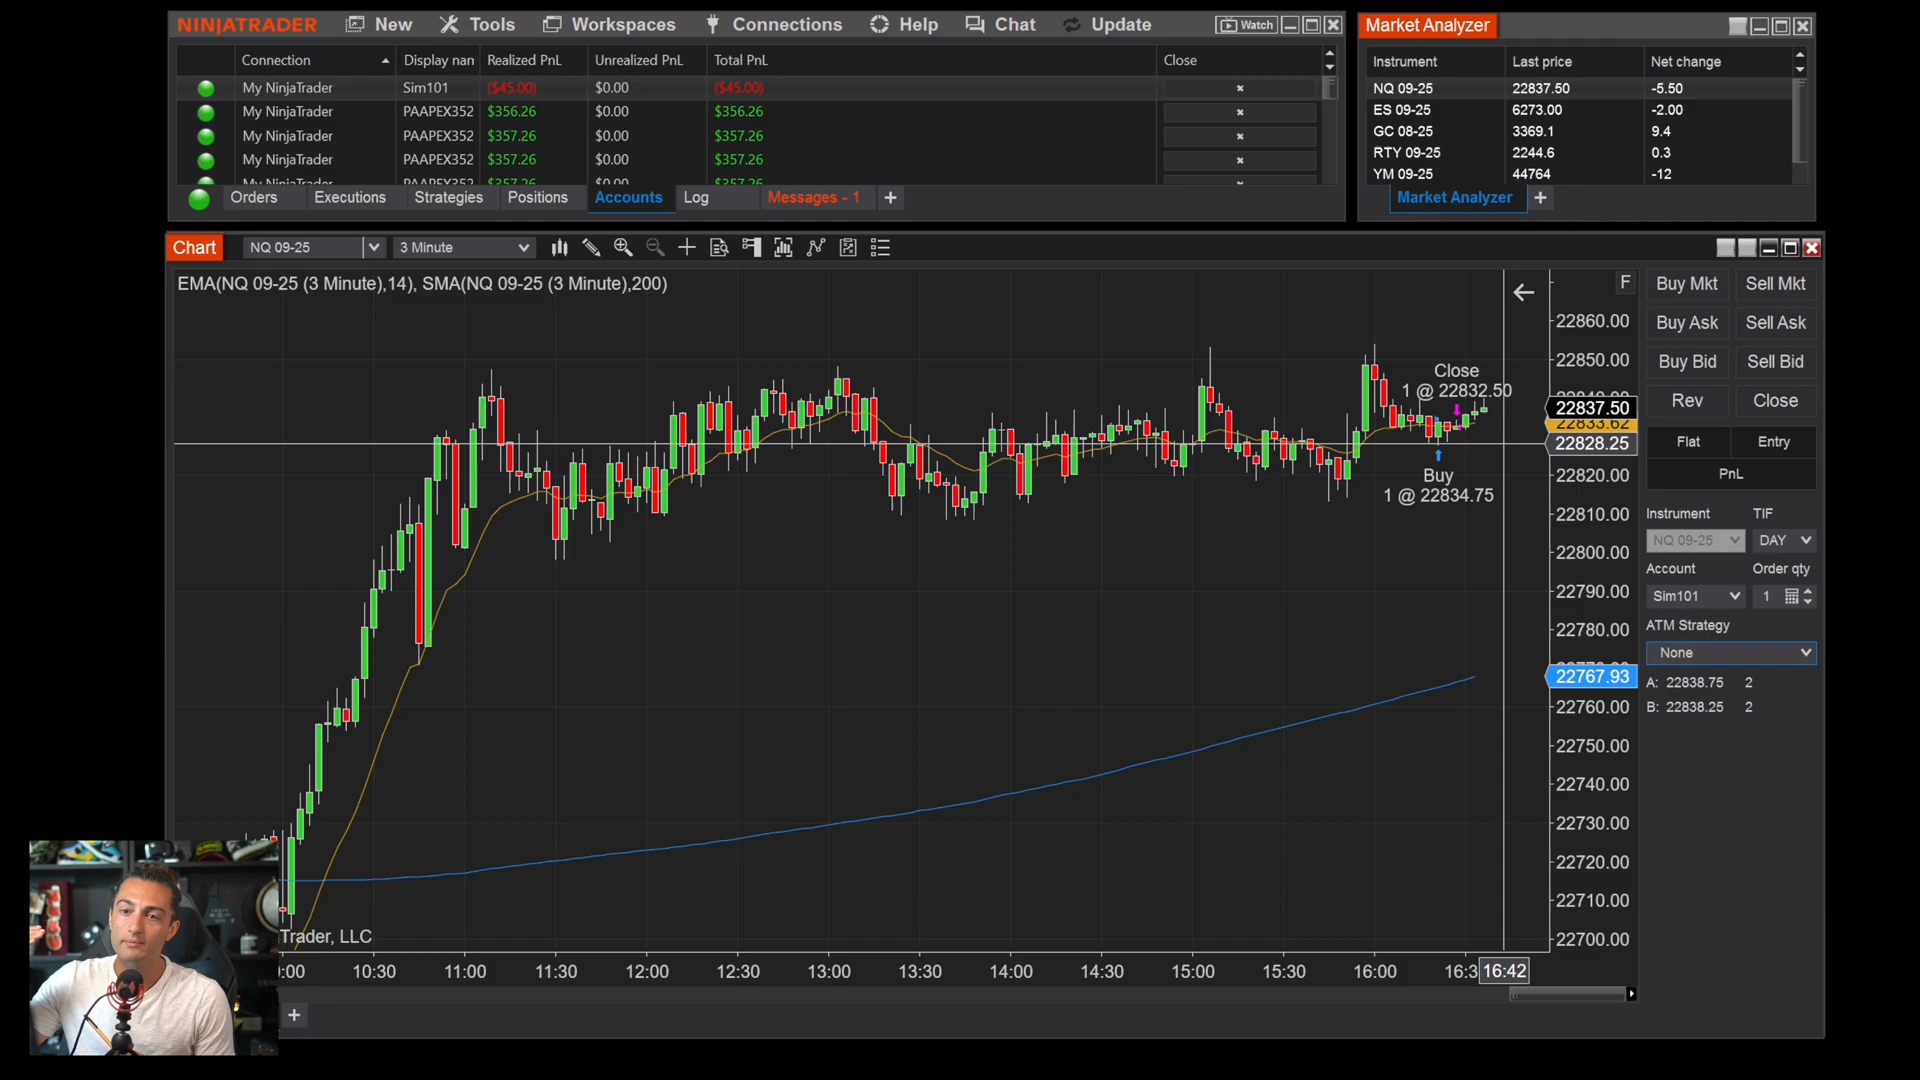 NINJATRADER New Tools Workspaces Connections Help Chat Update Watch
Connection Display nan Realized PnL Unrealized PnL Total PnL Close
My NinjaTrader Sim101 ($45.00) $0.00 ($45.00)
My NinjaTrader PAAPEX352 $356.26 $0.00 $356.26
My NinjaTrader PAAPEX352 $357.26 $0.00 $357.26
My NinjaTrader PAAPEX352 $357.26 $0.00 $357.26
My NinjaTrader PAAPEX352 $357.26 $0.00 $357.26
Orders Executions Strategies Positions Accounts Log Messages - 1 +
Market Analyzer
Instrument Last price Net change
NQ 09-25 22837.50 -5.50
ES 09-25 6273.00 -2.00
GC 08-25 3369.1 9.4
RTY 09-25 2244.6 0.3
YM 09-25 44764 -12
Market Analyzer +
Chart NQ 09-25 3 Minute
EMA(NQ 09-25 (3 Minute),14), SMA(NQ 09-25 (3 Minute),200)
F
Close
1 @ 22832.50
Buy
1 @ 22834.75
22860.00
22850.00
22840.00
22837.50
22833.62
22828.25
22820.00
22810.00
22800.00
22790.00
22780.00
22767.93
22760.00
22750.00
22740.00
22730.00
22720.00
22710.00
22700.00
Trader, LLC
0:00 10:30 11:00 11:30 12:00 12:30 13:00 13:30 14:00 14:30 15:00 15:30 16:00 16:3 16:42
+
Buy Mkt Sell Mkt
Buy Ask Sell Ask
Buy Bid Sell Bid
Rev Close
Flat Entry
PnL
Instrument TIF
NQ 09-25 DAY
Account Order qty
Sim101 1
ATM Strategy
None
A: 22838.75 2
B: 22838.25 2